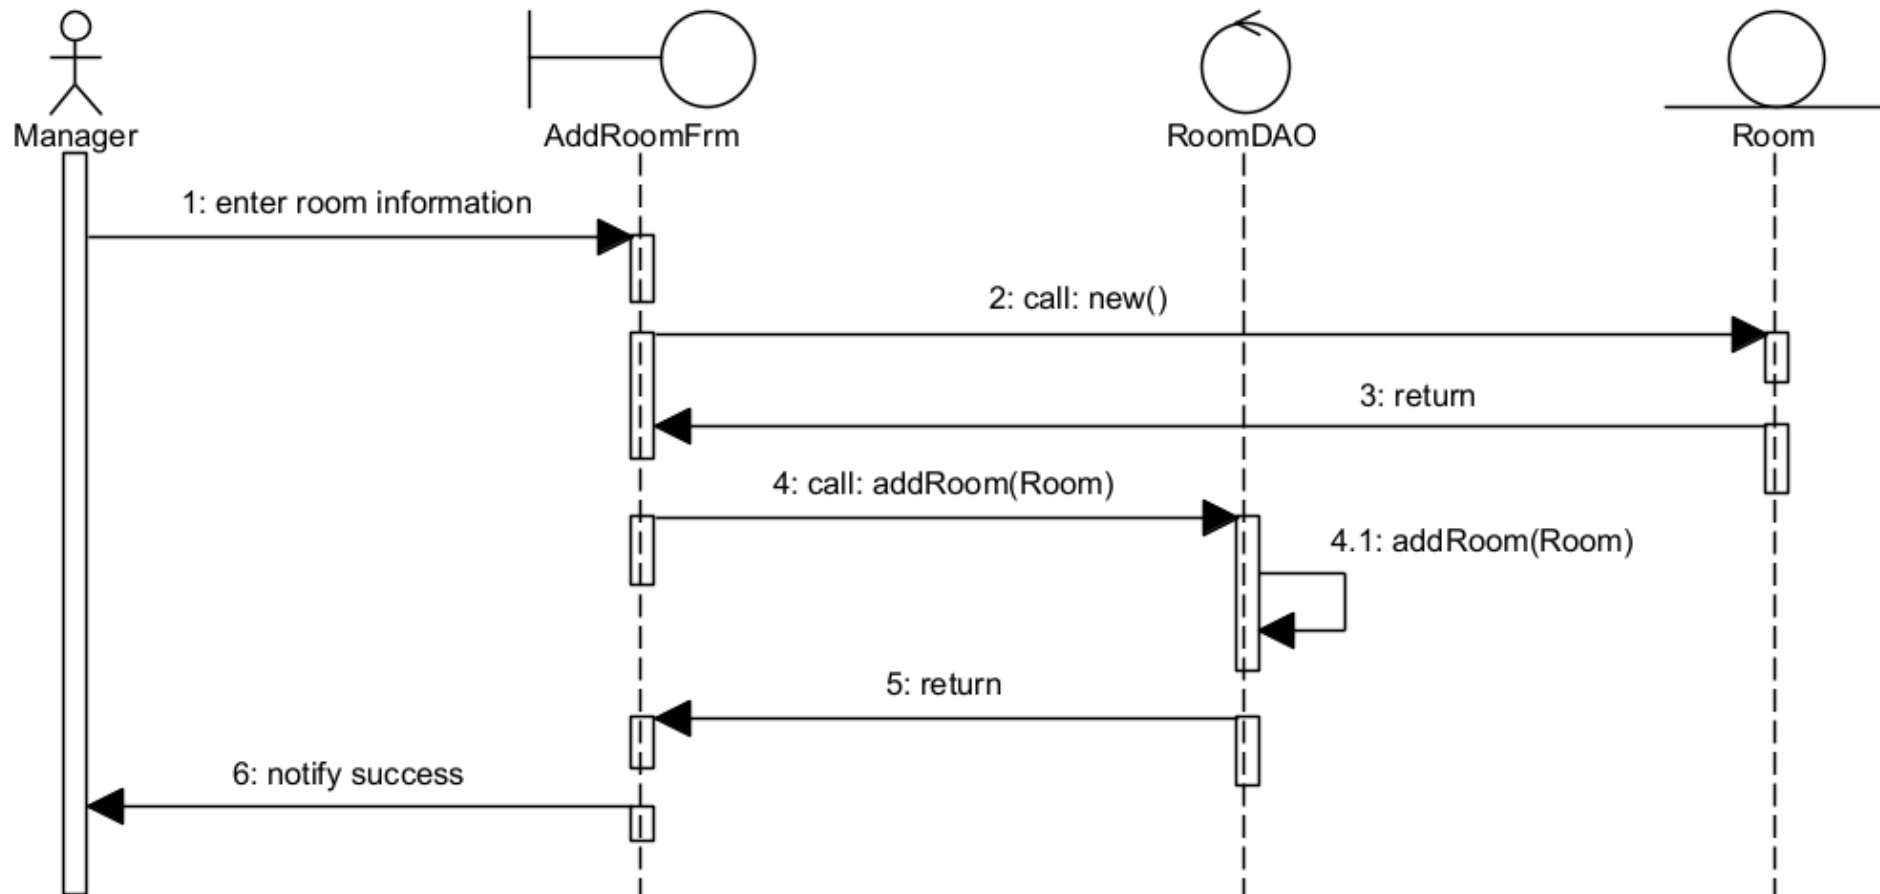 Manager
AddRoomFrm
RoomDAO
Room
1: enter room information
2: call: new()
3: return
4: call: addRoom(Room)
4.1: addRoom(Room)
5: return
6: notify success